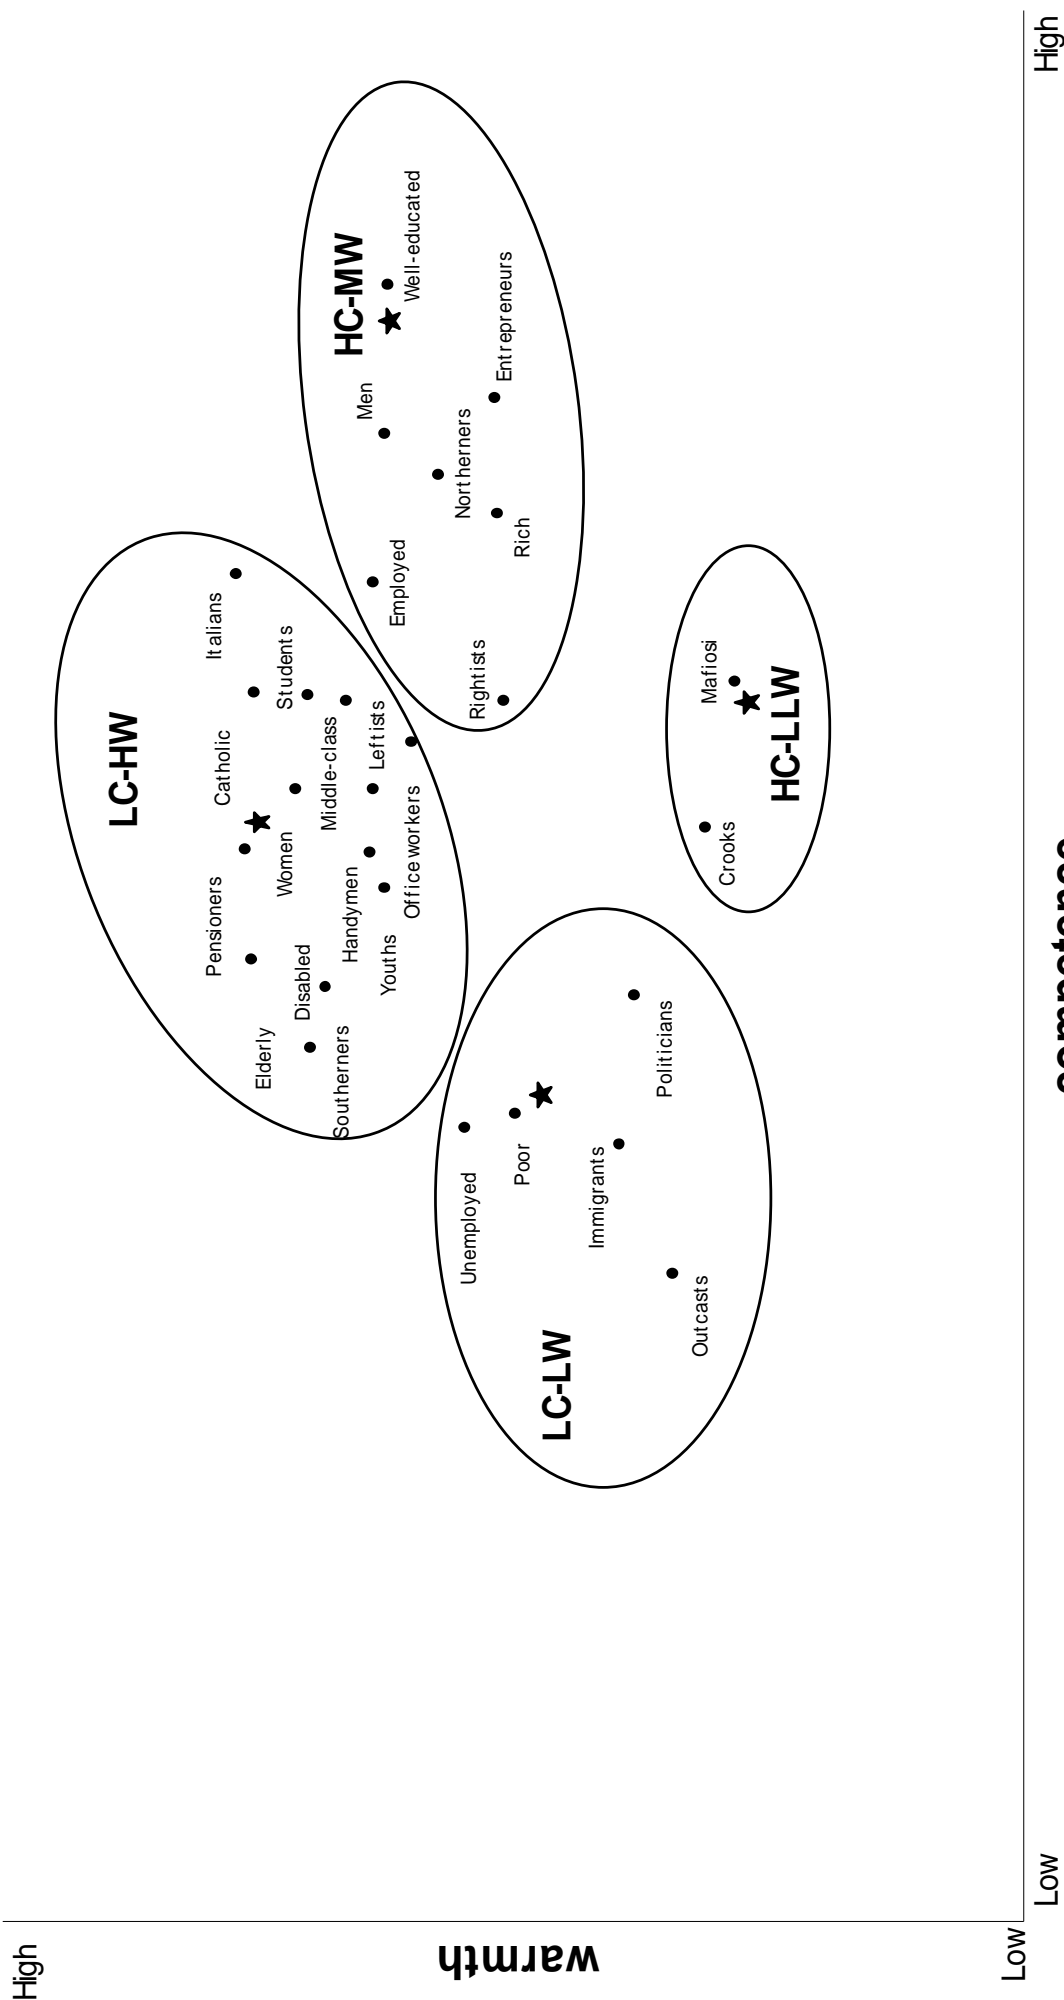 High
LC-HW
Pensioners
Italians
Catholic
Elderly
Women
Students
Disabled
Middle-class
Southerners
HC-MW
Handymen
Men
Leftists
Youths
Employed
Office workers
Well-educated
Northerners
Unemployed
Rightists
Entrepreneurs
warmth
Poor
Rich
LC-LW
Immigrants
Politicians
Outcasts
Mafiosi
Crooks
HC-LLW
Low
Low
competence
High